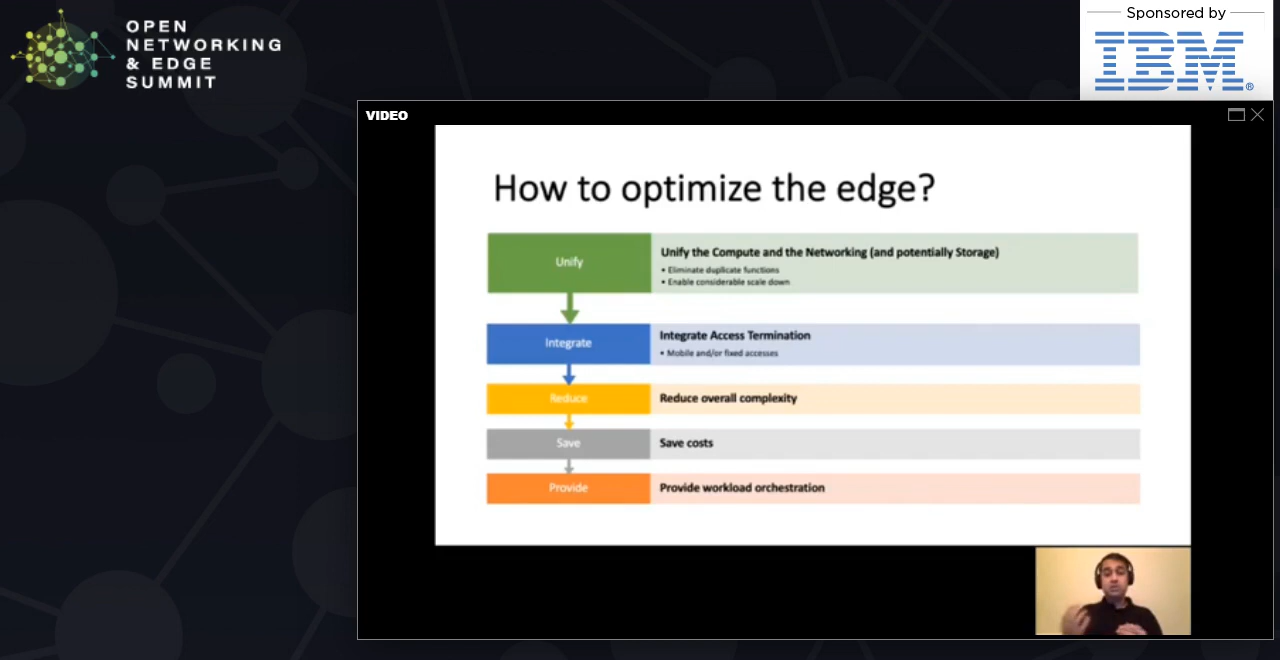 OPEN
NETWORKING
& EDGE
SUMMIT
Sponsored by
IBM®
VIDEO
How to optimize the edge?
Unify
Unify the Compute and the Networking (and potentially Storage)
• Eliminate duplicate functions
• Enable considerable scale down
Integrate
Integrate Access Termination
• Mobile and/or fixed accesses
Reduce
Reduce overall complexity
Save
Save costs
Provide
Provide workload orchestration